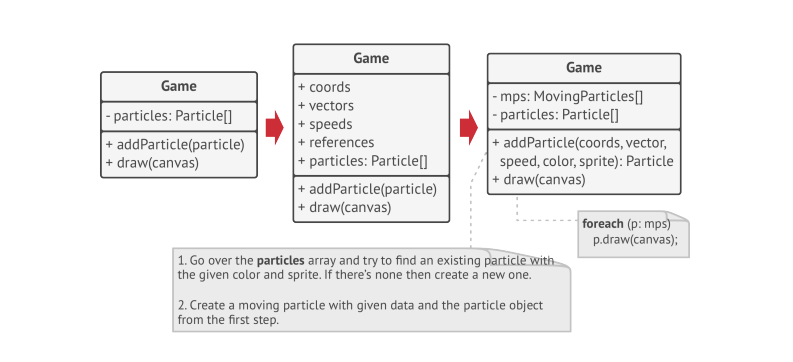 Game
- particles: Particle[]
+ addParticle(particle)
+ draw(canvas)
Game
+ coords
+ vectors
+ speeds
+ references
+ particles: Particle[]
+ addParticle(particle)
+ draw(canvas)
Game
- mps: MovingParticles[]
- particles: Particle[]
+ addParticle(coords, vector,
speed, color, sprite): Particle
+ draw(canvas)
foreach (p: mps)
p.draw(canvas);
1. Go over the particles array and try to find an existing particle with
the given color and sprite. If there's none then create a new one.
2. Create a moving particle with given data and the particle object
from the first step.